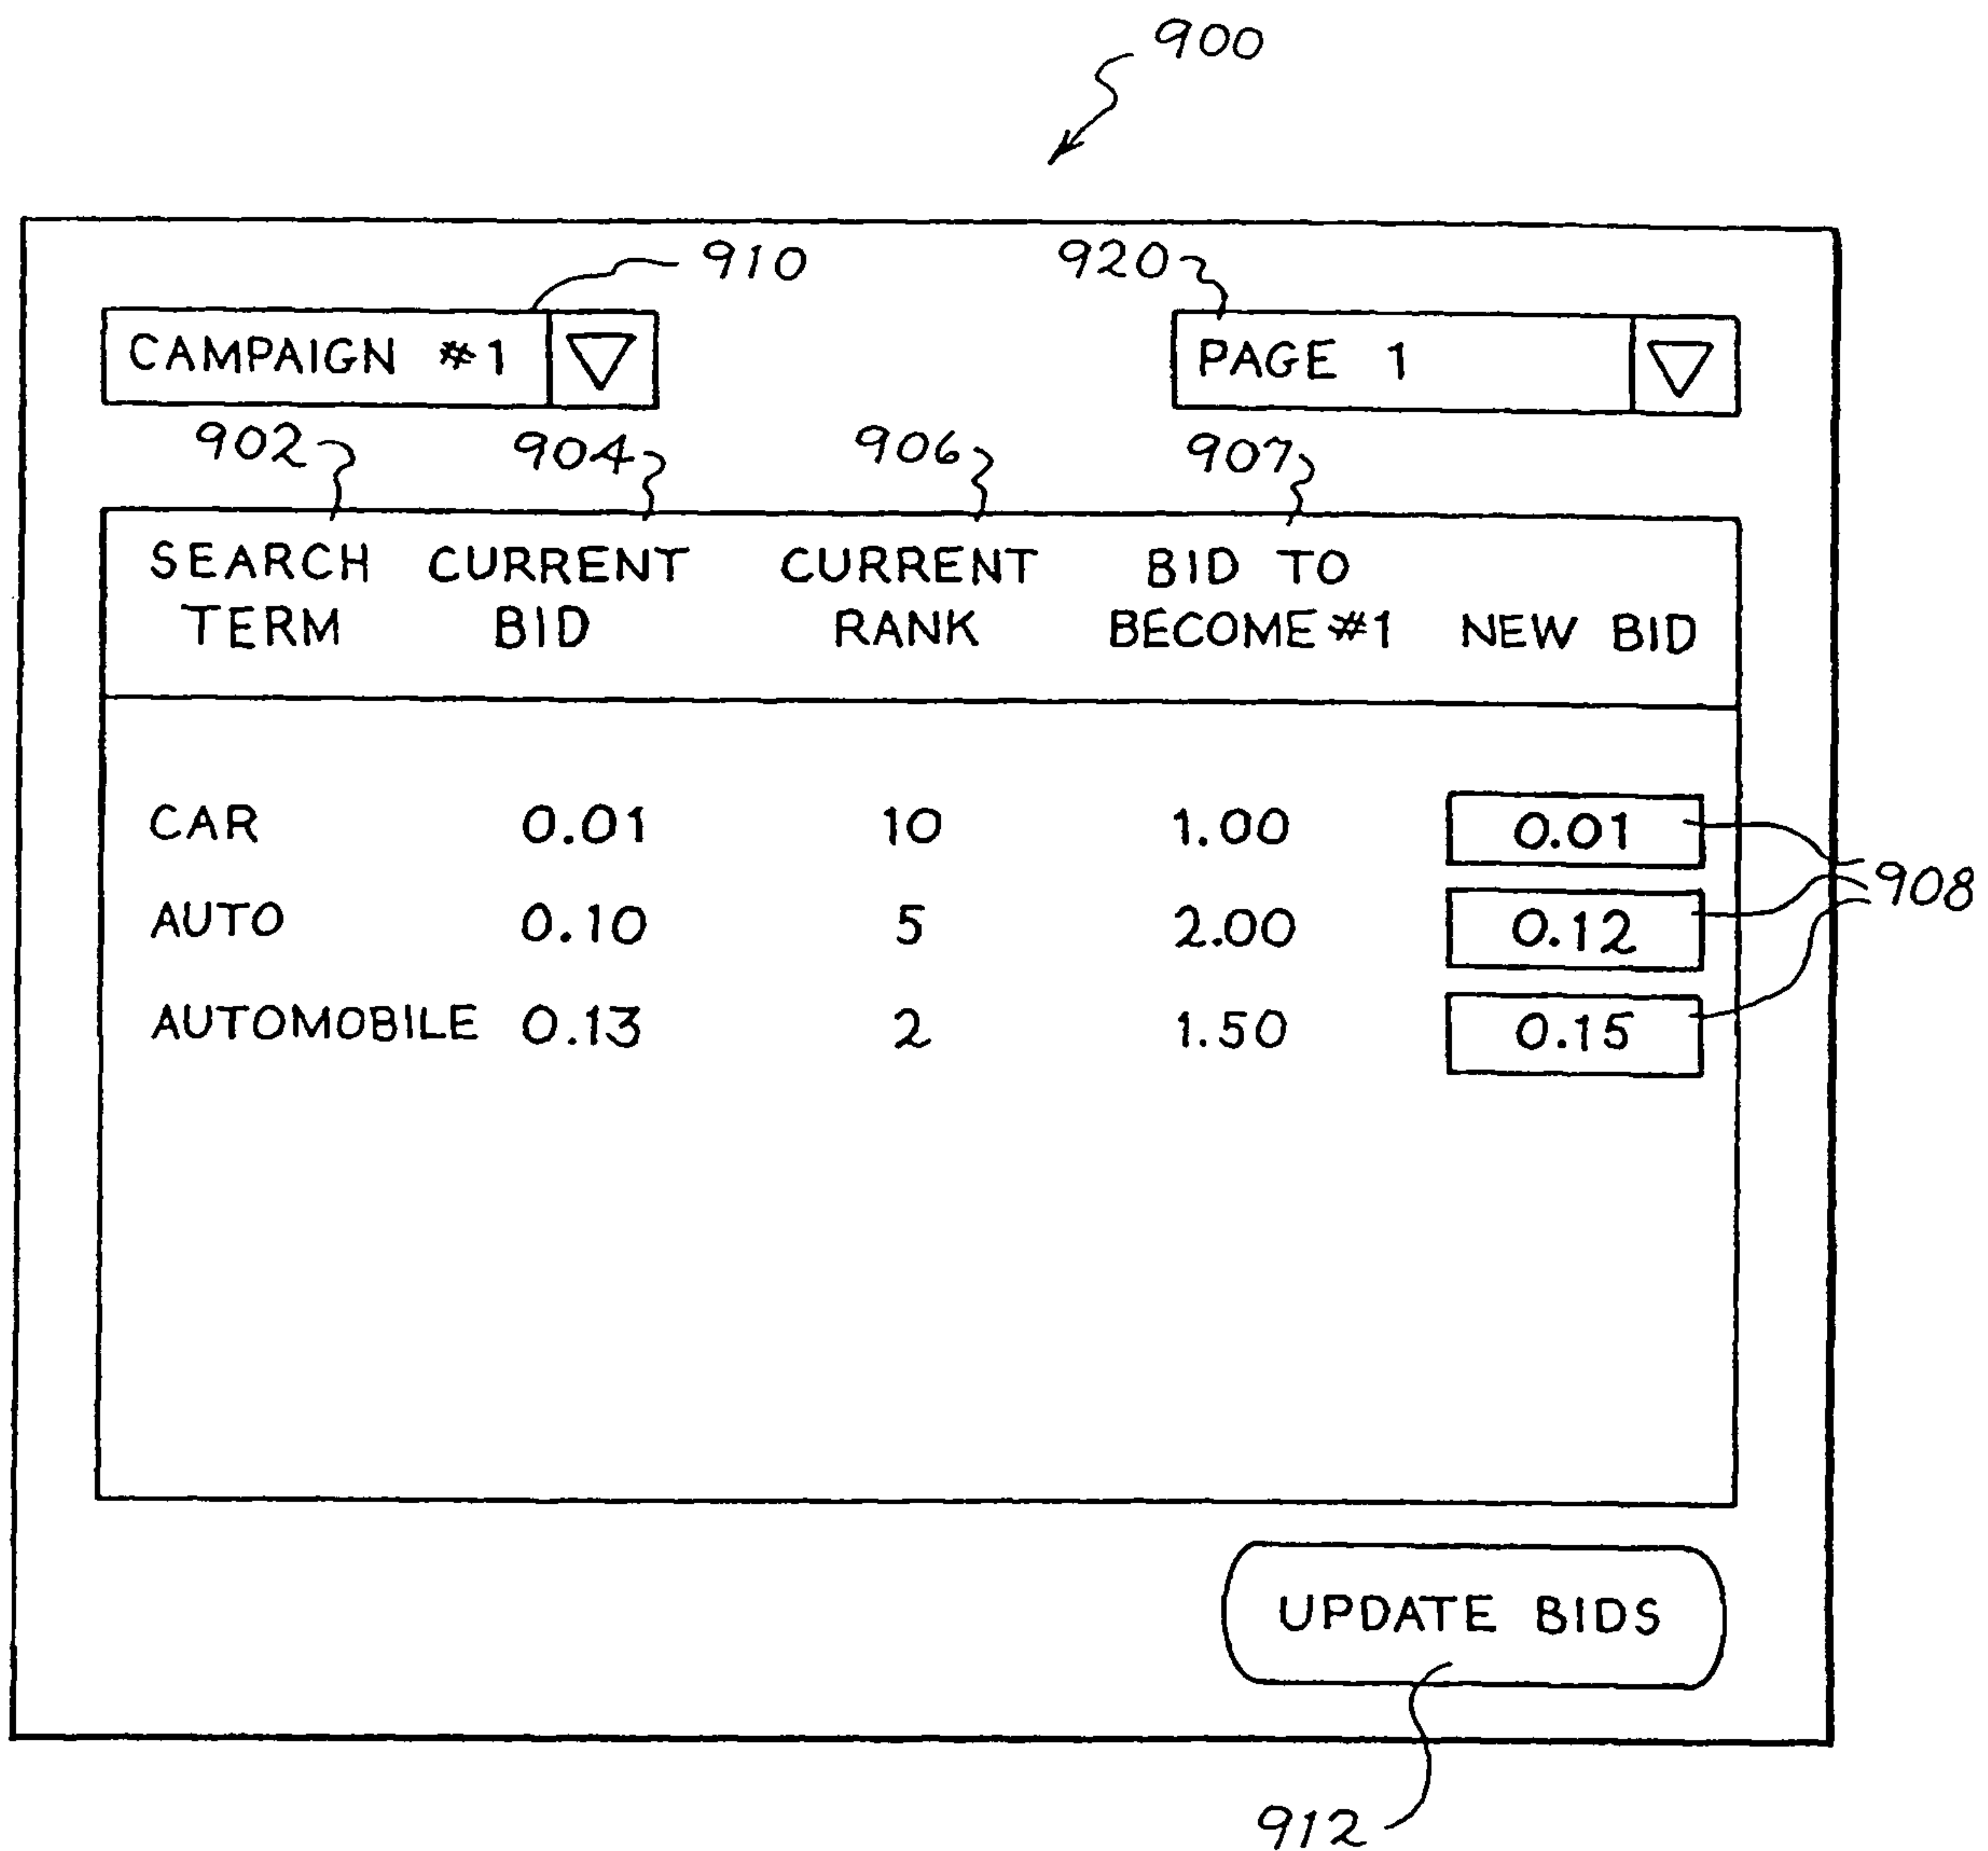 900
910
920
CAMPAIGN #1
PAGE 1
902
904
906
907
SEARCH CURRENT CURRENT BID TO
TERM BID RANK BECOME #1 NEW BID
CAR 0.01 10 1.00 0.01
908
AUTO 0.10 5 2.00 0.12
AUTOMOBILE 0.13 2 1.50 0.15
UPDATE BIDS
912